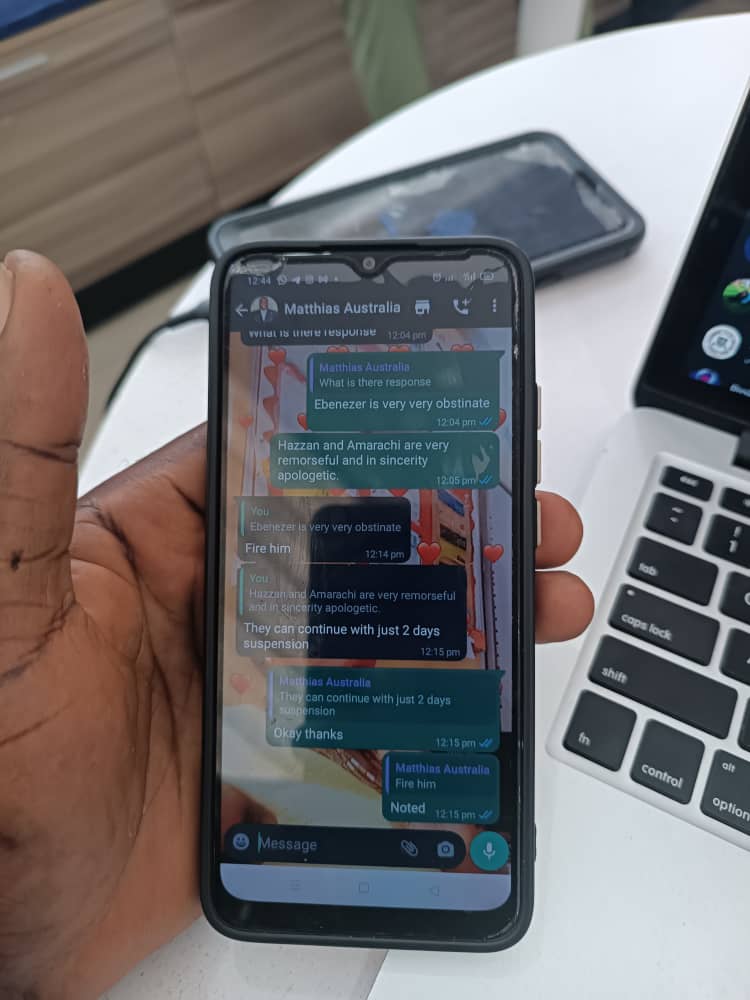 12:44
Matthias Australia
What is there response
12:04 pm
Matthias Australia
What is there response
Ebenezer is very very obstinate
12:04 pm
Hazzan and Amarachi are very
remorseful and in sincerity
apologetic.
12:05 pm
You
Ebenezer is very very obstinate
Fire him
12:14 pm
You
Hazzan and Amarachi are very remorseful
and in sincerity apologetic.
They can continue with just 2 days
suspension
12:15 pm
Matthias Australia
They can continue with just 2 days
suspension
Okay thanks
12:15 pm
Matthias Australia
Fire him
Noted
12:15 pm
Message
esc
~
!
1
tab
caps lock
shift
fn
control
alt
option